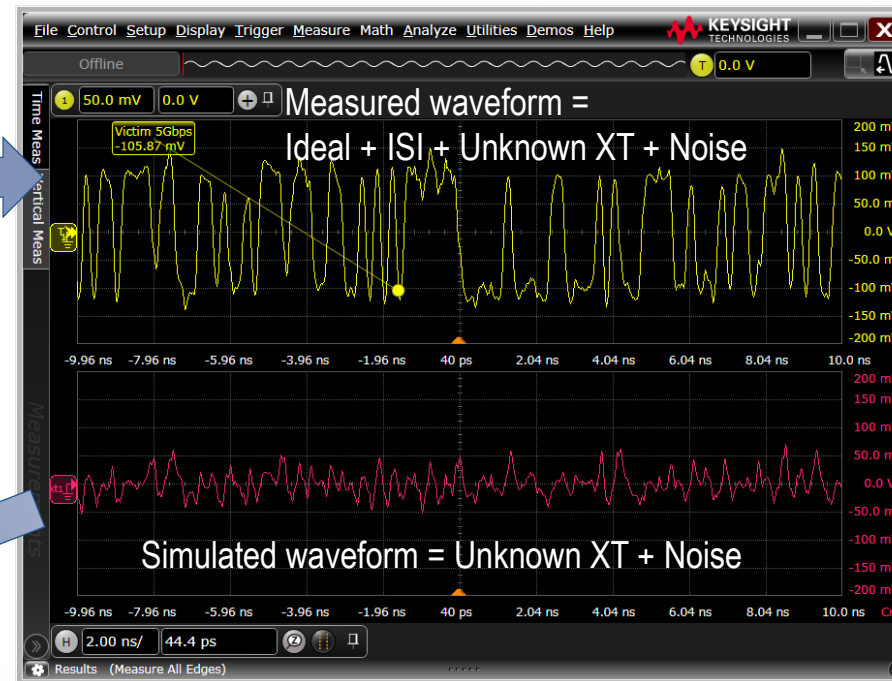 File Control Setup Display Trigger Measure Math Analyze Utilities Demos Help
KEYSIGHT
TECHNOLOGIES
Offline
T 0.0 V
1 50.0 mV 0.0 V
Time Meas
Vertical Meas
Measurements
Measured waveform =
Ideal + ISI + Unknown XT + Noise
Victim 5Gbps
-105.87 mV
200 m
150 m
100 m
50.0 m
0.0 V
-50.0 m
-100 m
-150 m
-200 m
-9.96 ns -7.96 ns -5.96 ns -3.96 ns -1.96 ns 40 ps 2.04 ns 4.04 ns 6.04 ns 8.04 ns 10.0 ns
200 m
150 m
100 m
50.0 m
0.0 V
-50.0 m
-100 m
-150 m
-200 m
Simulated waveform = Unknown XT + Noise
-9.96 ns -7.96 ns -5.96 ns -3.96 ns -1.96 ns 40 ps 2.04 ns 4.04 ns 6.04 ns 8.04 ns 10.0 ns
H 2.00 ns/ 44.4 ps
Results (Measure All Edges)